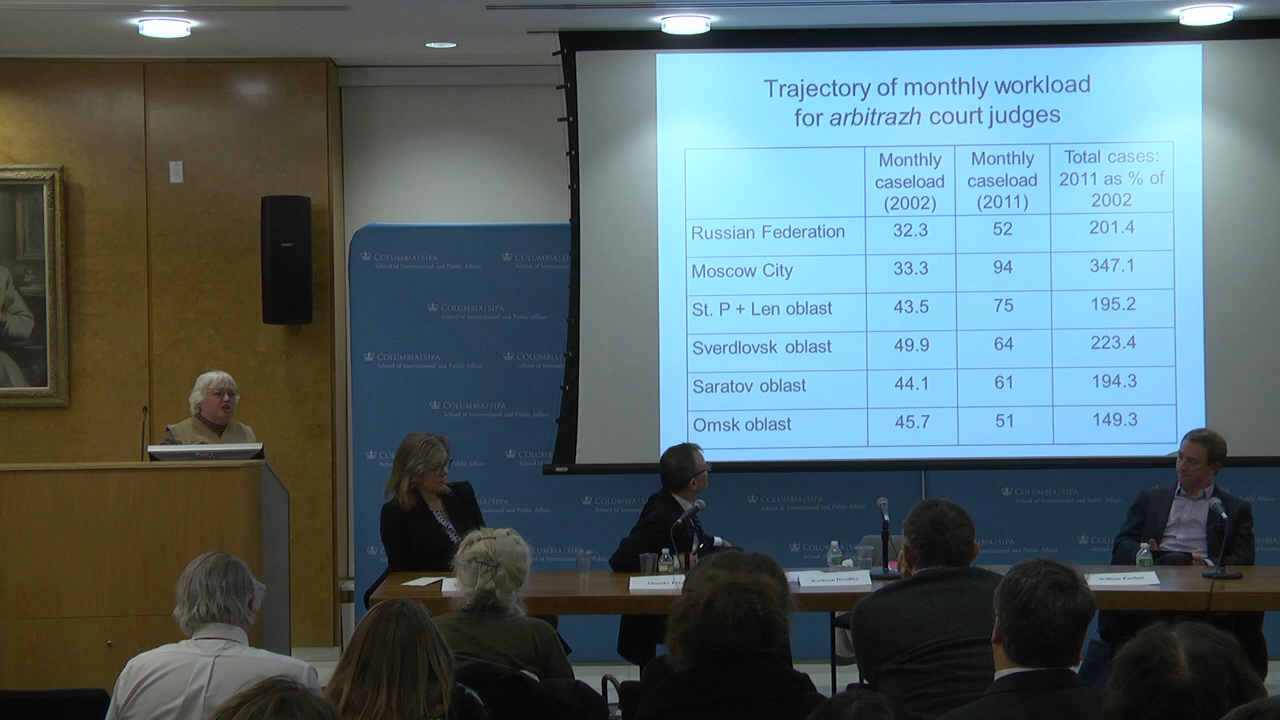 Trajectory of monthly workload
for arbitrazh court judges
Monthly caseload (2002)
Monthly caseload (2011)
Total cases: 2011 as % of 2002
Russian Federation 32.3 52 201.4
Moscow City 33.3 94 347.1
St. P + Len oblast 43.5 75 195.2
Sverdlovsk oblast 49.9 64 223.4
Saratov oblast 44.1 61 194.3
Omsk oblast 45.7 51 149.3
COLUMBIA|SIPA
School of International and Public Affairs
Kathryn Hendley
William Partlett
DELL